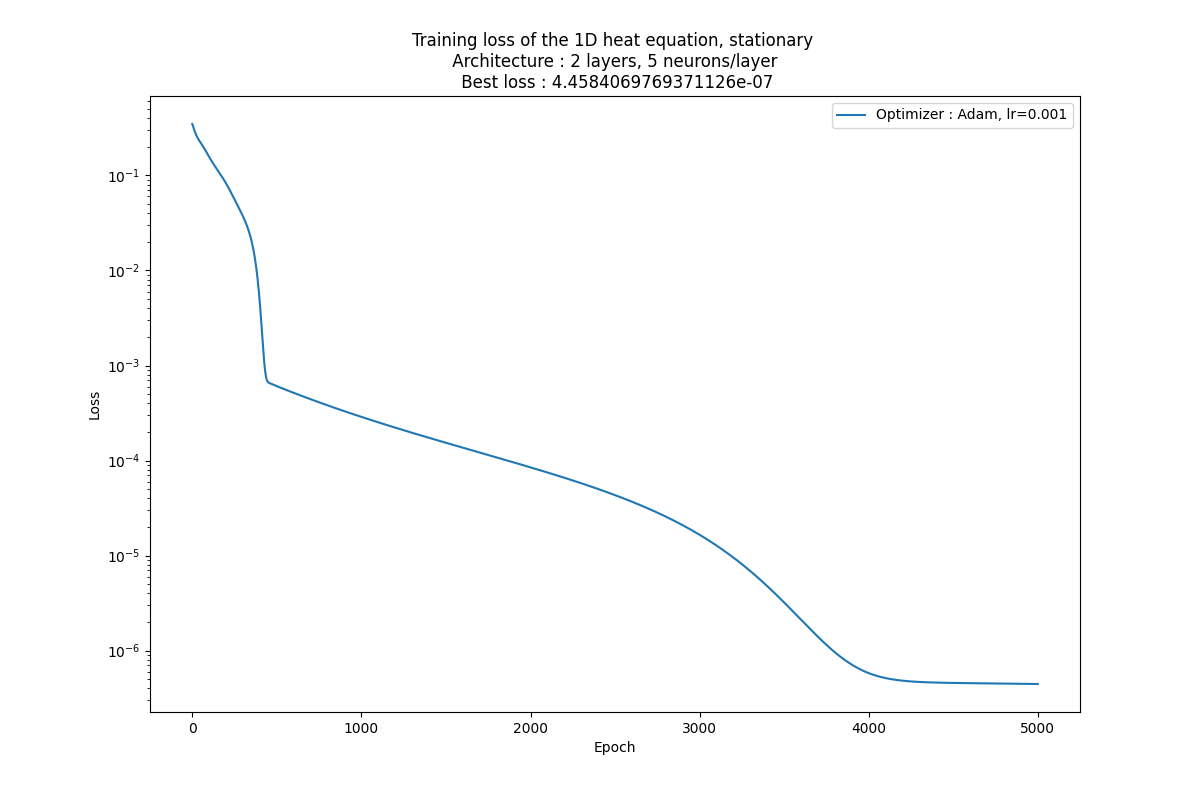 Training loss of the 1D heat equation, stationary
Architecture : 2 layers, 5 neurons/layer
Best loss : 4.4584069769371126e-07
Optimizer : Adam, lr=0.001
Loss
10⁻¹
10⁻²
10⁻³
10⁻⁴
10⁻⁵
10⁻⁶
0 1000 2000 3000 4000 5000
Epoch